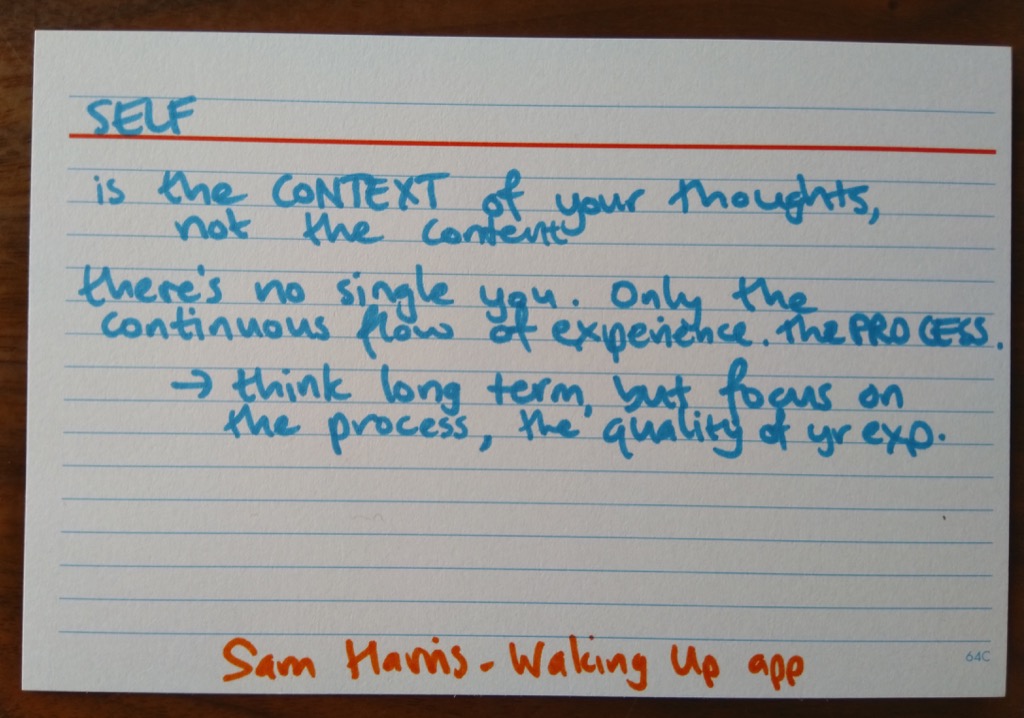 SELF
is the CONTEXT of your thoughts,
not the content
there's no single you. Only the
continuous flow of experience. The PROCESS.
→ think long term, but focus on
the process, the quality of yr exp.
Sam Harris - Waking Up app
64C